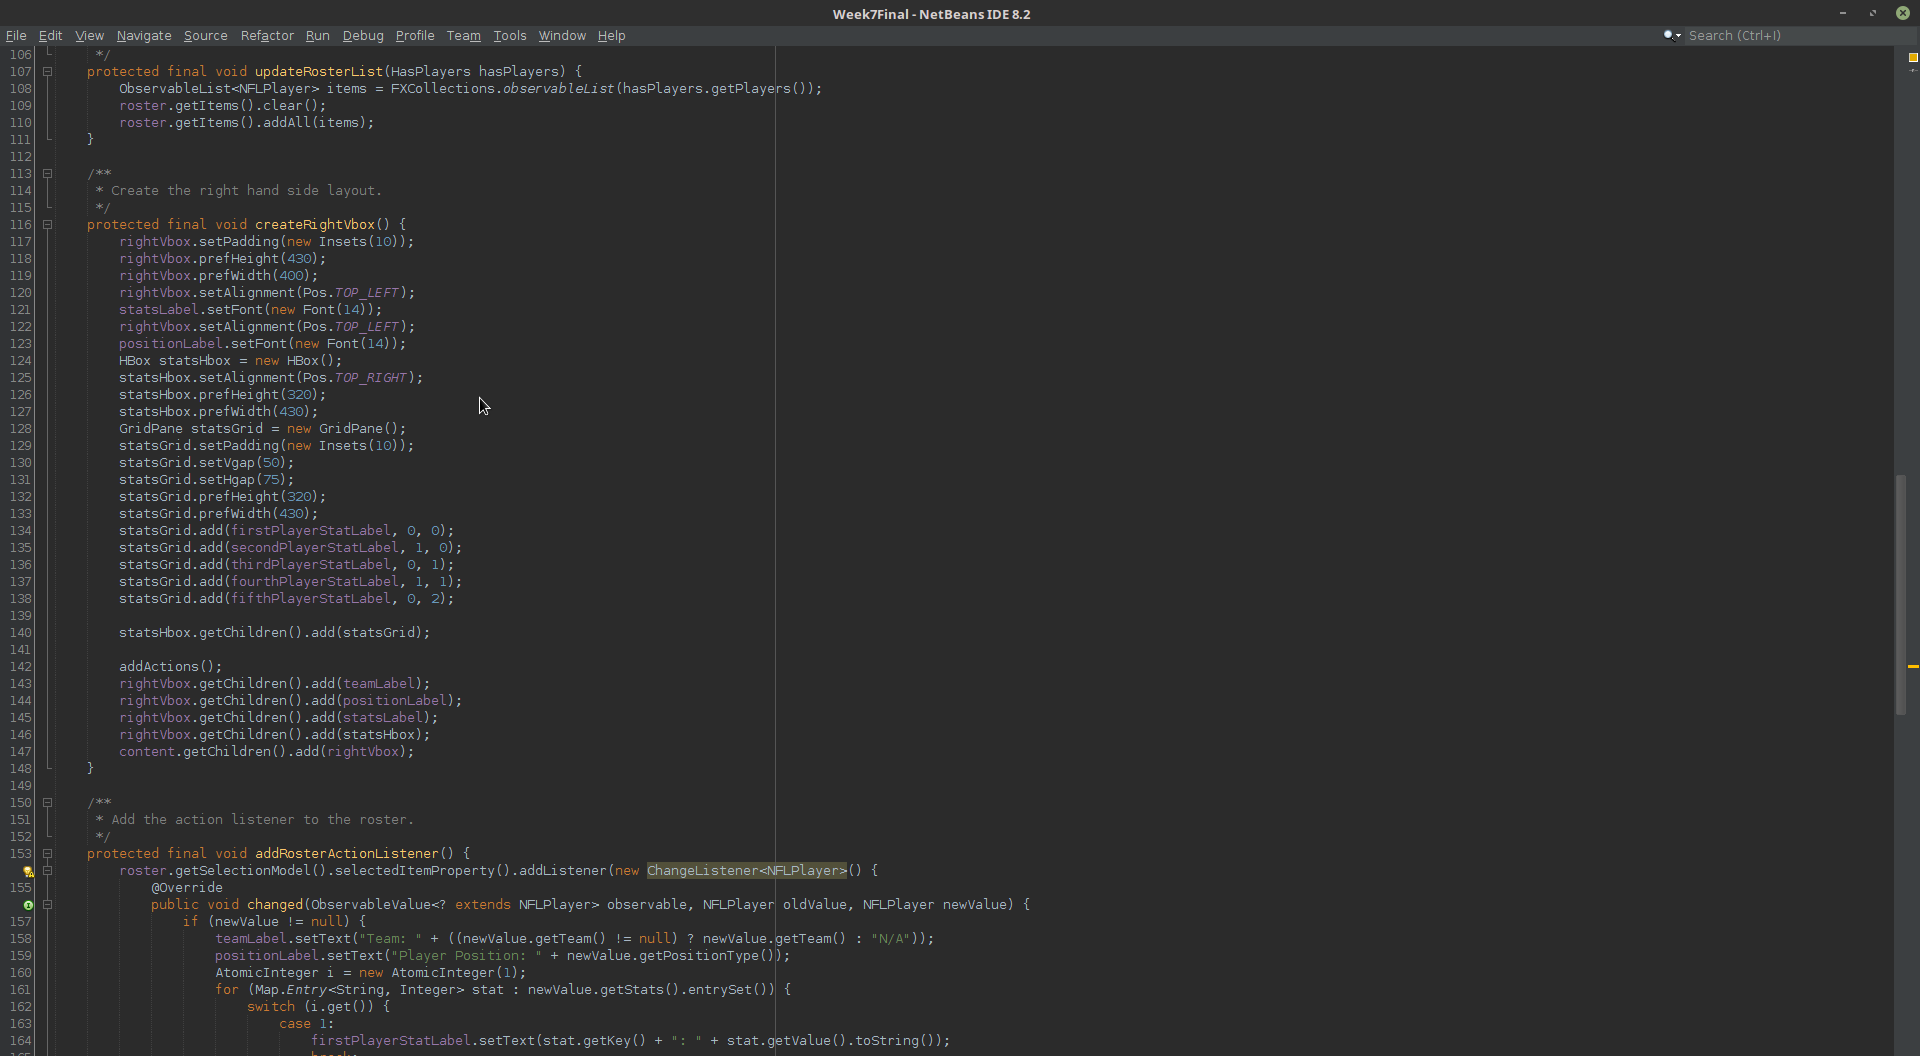 Week7Final - NetBeans IDE 8.2
File Edit View Navigate Source Refactor Run Debug Profile Team Tools Window Help Search (Ctrl+I)
106 */
107 protected final void updateRosterList(HasPlayers hasPlayers) {
108 ObservableList<NFLPlayer> items = FXCollections.observableList(hasPlayers.getPlayers());
109 roster.getItems().clear();
110 roster.getItems().addAll(items);
111 }
112
113 /**
114 * Create the right hand side layout.
115 */
116 protected final void createRightVbox() {
117 rightVbox.setPadding(new Insets(10));
118 rightVbox.prefHeight(430);
119 rightVbox.prefWidth(400);
120 rightVbox.setAlignment(Pos.TOP_LEFT);
121 statsLabel.setFont(new Font(14));
122 rightVbox.setAlignment(Pos.TOP_LEFT);
123 positionLabel.setFont(new Font(14));
124 HBox statsHbox = new HBox();
125 statsHbox.setAlignment(Pos.TOP_RIGHT);
126 statsHbox.prefHeight(320);
127 statsHbox.prefWidth(430);
128 GridPane statsGrid = new GridPane();
129 statsGrid.setPadding(new Insets(10));
130 statsGrid.setVgap(50);
131 statsGrid.setHgap(75);
132 statsGrid.prefHeight(320);
133 statsGrid.prefWidth(430);
134 statsGrid.add(firstPlayerStatLabel, 0, 0);
135 statsGrid.add(secondPlayerStatLabel, 1, 0);
136 statsGrid.add(thirdPlayerStatLabel, 0, 1);
137 statsGrid.add(fourthPlayerStatLabel, 1, 1);
138 statsGrid.add(fifthPlayerStatLabel, 0, 2);
139
140 statsHbox.getChildren().add(statsGrid);
141
142 addActions();
143 rightVbox.getChildren().add(teamLabel);
144 rightVbox.getChildren().add(positionLabel);
145 rightVbox.getChildren().add(statsLabel);
146 rightVbox.getChildren().add(statsHbox);
147 content.getChildren().add(rightVbox);
148 }
149
150 /**
151 * Add the action listener to the roster.
152 */
153 protected final void addRosterActionListener() {
roster.getSelectionModel().selectedItemProperty().addListener(new ChangeListener<NFLPlayer>() {
155 @Override
public void changed(ObservableValue<? extends NFLPlayer> observable, NFLPlayer oldValue, NFLPlayer newValue) {
157 if (newValue != null) {
158 teamLabel.setText("Team: " + ((newValue.getTeam() != null) ? newValue.getTeam() : "N/A"));
159 positionLabel.setText("Player Position: " + newValue.getPositionType());
160 AtomicInteger i = new AtomicInteger(1);
161 for (Map.Entry<String, Integer> stat : newValue.getStats().entrySet()) {
162 switch (i.get()) {
163 case 1:
164 firstPlayerStatLabel.setText(stat.getKey() + ": " + stat.getValue().toString());